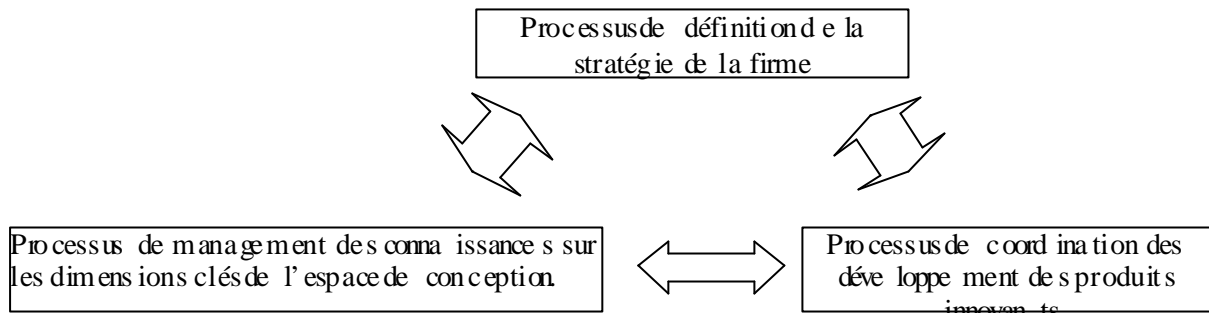 Processus de définition de la
stratégie de la firme
Processus de management des connaissances sur
les dimensions clés de l’espace de conception.
Processus de coordination des
développement des produits
innovants